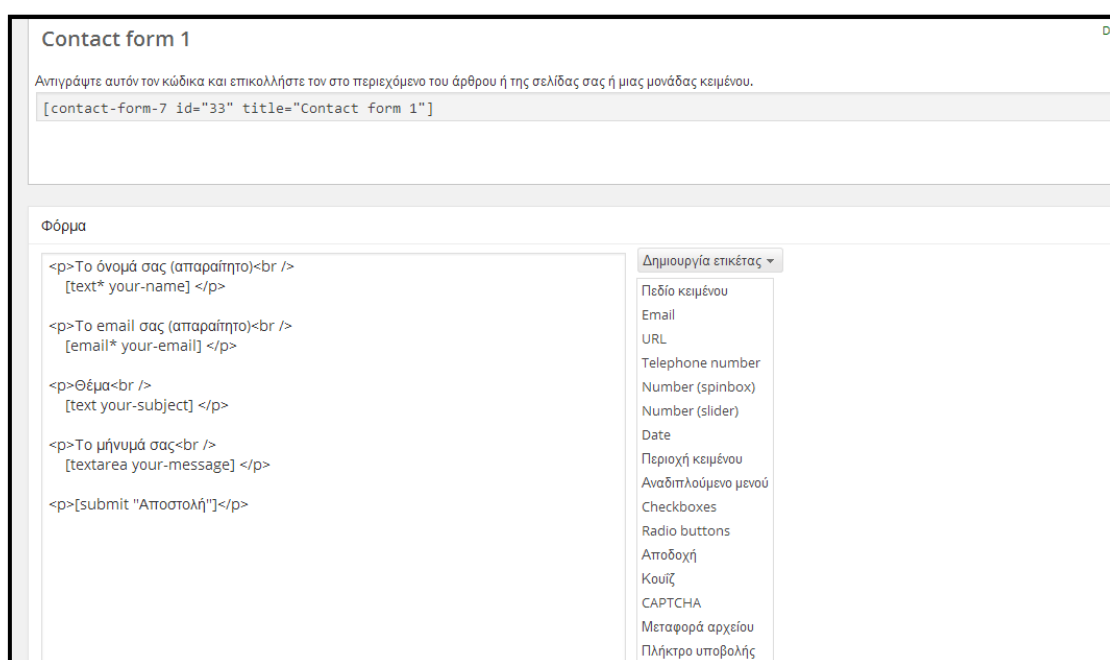 Contact form 1
D
Αντιγράψτε αυτόν τον κώδικα και επικολλήστε τον στο περιεχόμενο του άρθρου ή της σελίδας σας ή μιας μονάδας κειμένου.
[contact-form-7 id="33" title="Contact form 1"]
Φόρμα
<p>Το όνομά σας (απαραίτητο)<br />
[text* your-name] </p>
<p>Το email σας (απαραίτητο)<br />
[email* your-email] </p>
<p>Θέμα<br />
[text your-subject] </p>
<p>Το μήνυμά σας<br />
[textarea your-message] </p>
<p>[submit "Αποστολή"]</p>
Δημιουργία ετικέτας
Πεδίο κειμένου
Email
URL
Telephone number
Number (spinbox)
Number (slider)
Date
Περιοχή κειμένου
Αναδιπλούμενο μενού
Checkboxes
Radio buttons
Αποδοχή
Κουΐζ
CAPTCHA
Μεταφορά αρχείου
Πλήκτρο υποβολής